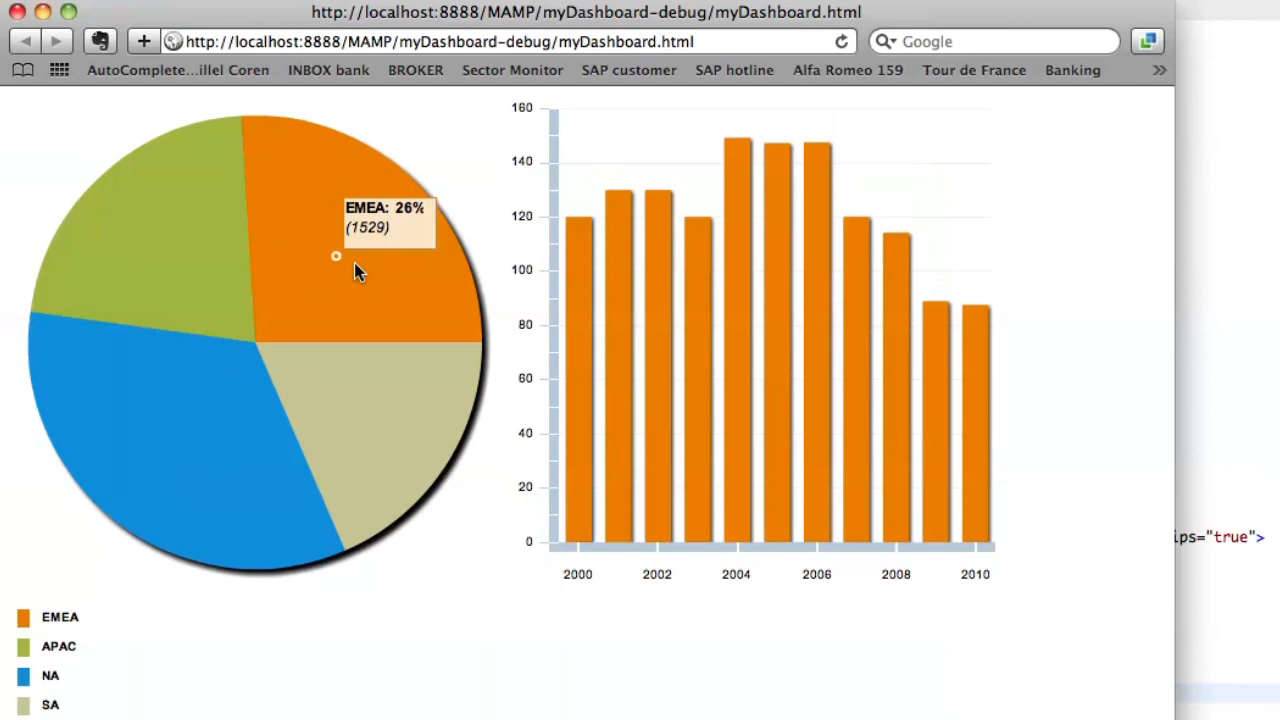 http://localhost:8888/MAMP/myDashboard-debug/myDashboard.html
http://localhost:8888/MAMP/myDashboard-debug/myDashboard.html
Google
AutoComplete...illel Coren INBOX bank BROKER Sector Monitor SAP customer SAP hotline Alfa Romeo 159 Tour de France Banking
EMEA: 26%
(1529)
160
140
120
100
80
60
40
20
0
2000 2002 2004 2006 2008 2010
ips="true">
EMEA
APAC
NA
SA